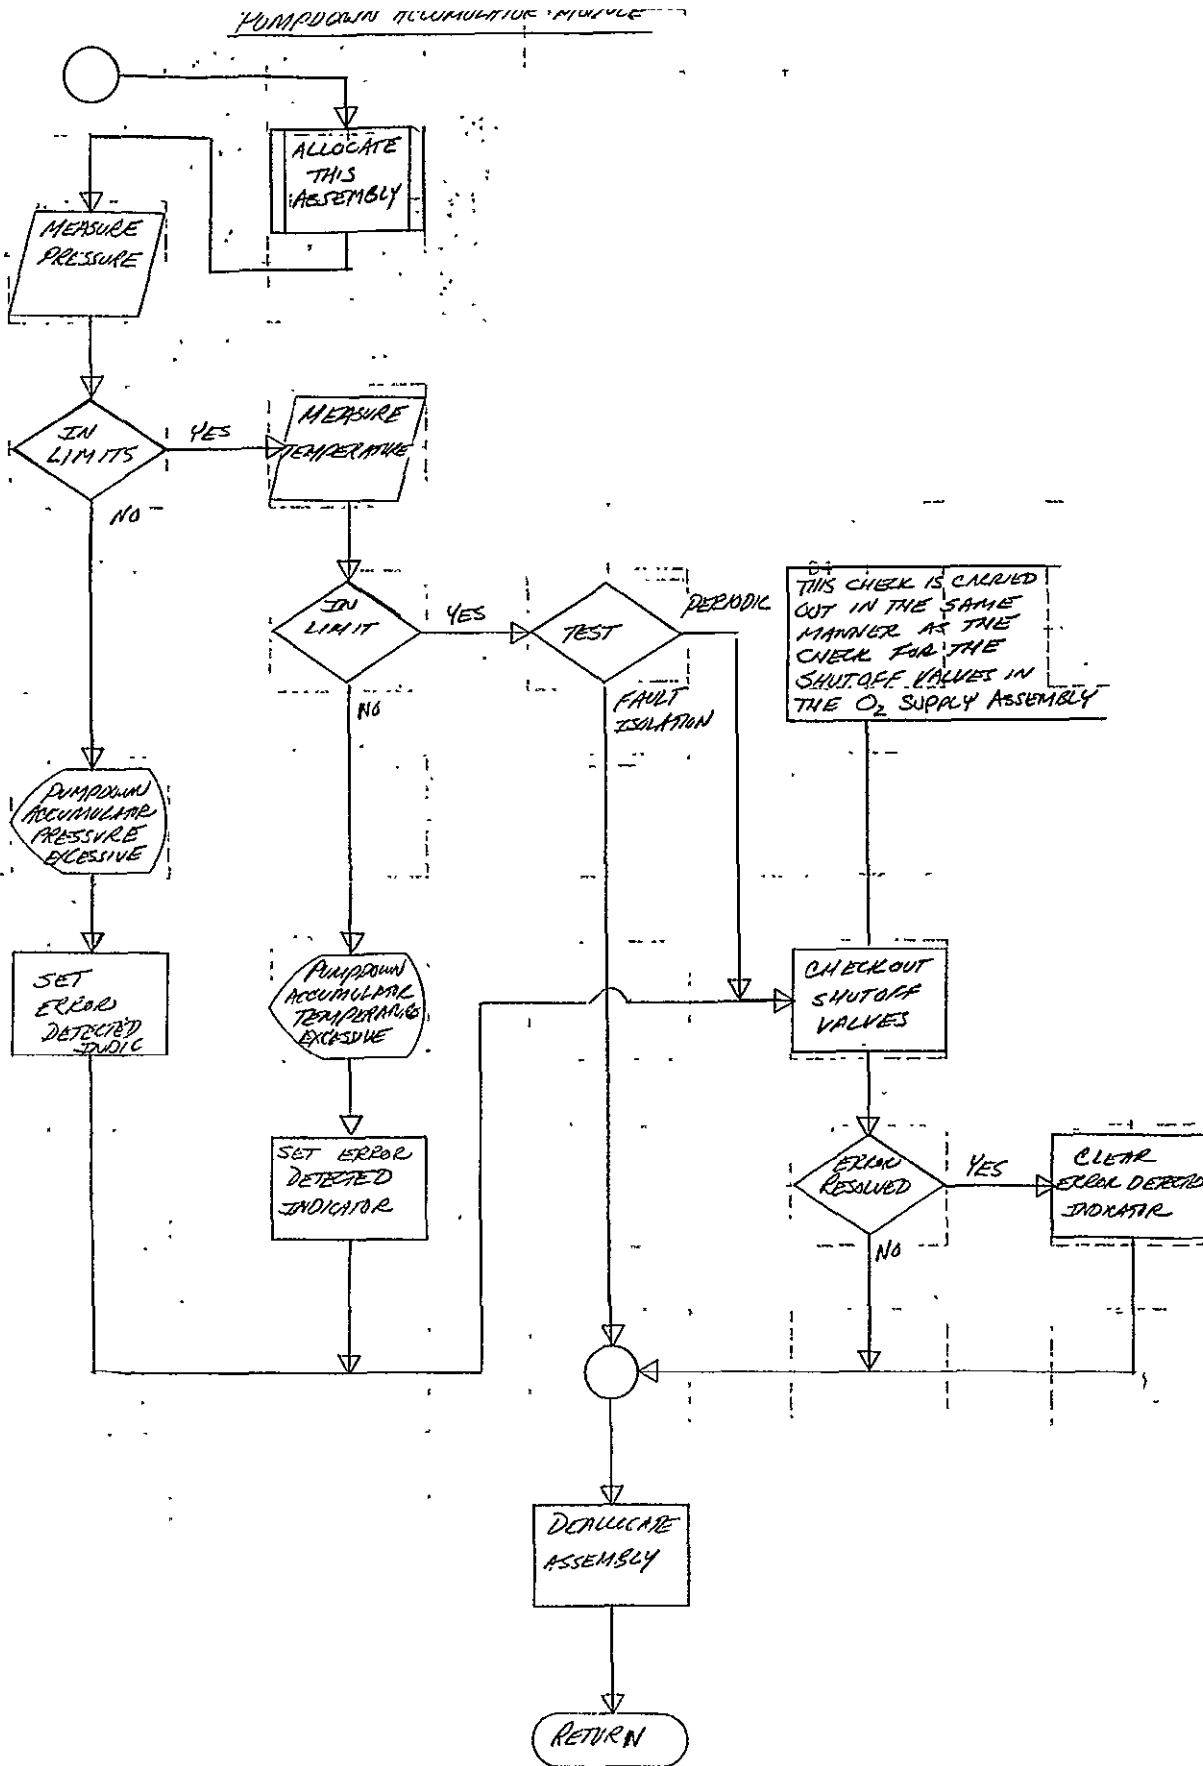 PUMPDOWN ACCUMULATOR MODULE
ALLOCATE
THIS
ASSEMBLY
MEASURE
PRESSURE
IN
LIMITS
YES
NO
MEASURE
TEMPERATURE
IN
LIMIT
YES
NO
TEST
PERIODIC
FAULT
ISOLATION
THIS CHECK IS CARRIED
OUT IN THE SAME
MANNER AS THE
CHECK FOR THE
SHUTOFF VALVES IN
THE O₂ SUPPLY ASSEMBLY
PUMPDOWN
ACCUMULATOR
PRESSURE
EXCESSIVE
SET
ERROR
DETECTED
INDIC
PUMPDOWN
ACCUMULATOR
TEMPERATURE
EXCESSIVE
SET ERROR
DETECTED
INDICATOR
CHECKOUT
SHUTOFF
VALVES
ERROR
RESOLVED
YES
NO
CLEAR
ERROR DETECTED
INDICATOR
DEALLOCATE
ASSEMBLY
RETURN